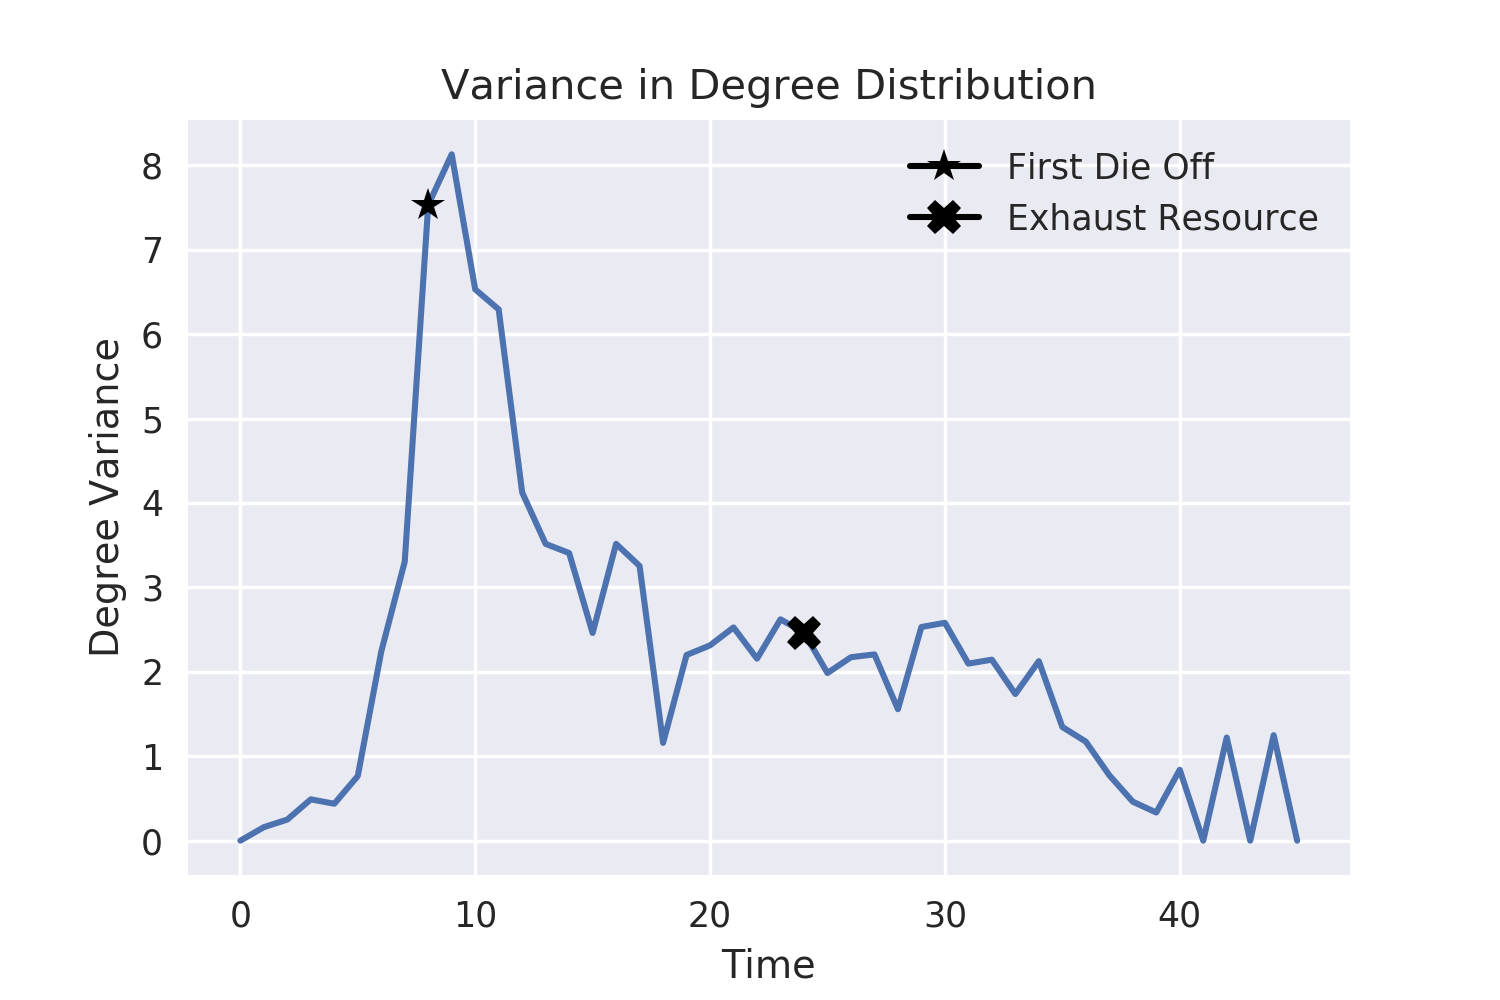 Variance in Degree Distribution
First Die Off
Exhaust Resource
Degree Variance
8
7
6
5
4
3
2
1
0
0 10 20 30 40
Time